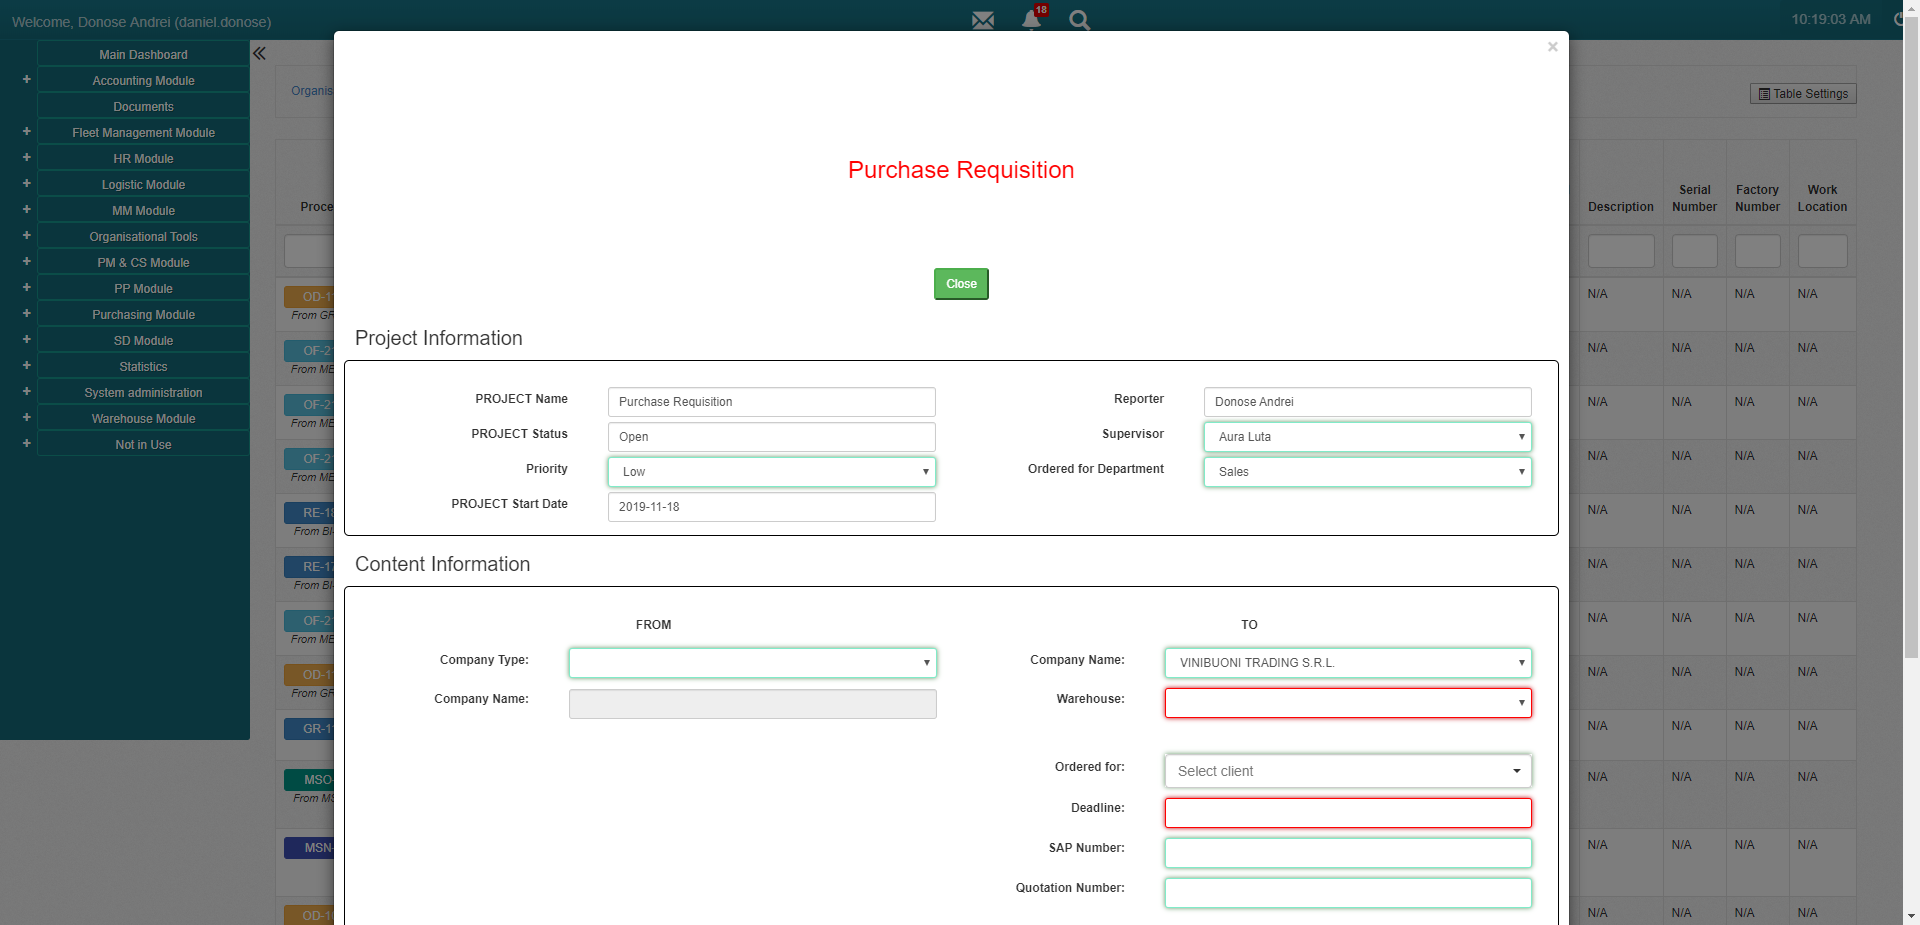 Welcome, Donose Andrei (daniel.donose)
18
10:19:03 AM
Main Dashboard
Accounting Module
Documents
Fleet Management Module
HR Module
Logistic Module
MM Module
Organisational Tools
PM & CS Module
PP Module
Purchasing Module
SD Module
Statistics
System administration
Warehouse Module
Not in Use
Organis
Table Settings
Proce
Description
Serial Number
Factory Number
Work Location
OD-1
From GR
N/A N/A N/A N/A
OF-2
From ME
N/A N/A N/A N/A
OF-2
From ME
N/A N/A N/A N/A
OF-2
From ME
N/A N/A N/A N/A
RE-18
From BI
N/A N/A N/A N/A
RE-17
From BI
N/A N/A N/A N/A
OF-2
From ME
N/A N/A N/A N/A
OD-1
From GR
N/A N/A N/A N/A
GR-1
N/A N/A N/A N/A
MSO-
From MS
N/A N/A N/A N/A
MSN-
N/A N/A N/A N/A
OD-1
N/A N/A N/A N/A
×
Purchase Requisition
Close
Project Information
PROJECT Name Purchase Requisition
Reporter Donose Andrei
PROJECT Status Open
Supervisor Aura Luta
Priority Low
Ordered for Department Sales
PROJECT Start Date 2019-11-18
Content Information
FROM
TO
Company Type:
Company Name: VINIBUONI TRADING S.R.L.
Company Name:
Warehouse:
Ordered for: Select client
Deadline:
SAP Number:
Quotation Number: